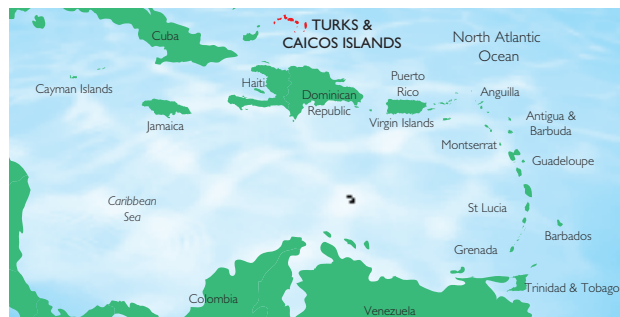 Cuba
TURKS &
CAICOS ISLANDS
North Atlantic
Ocean
Cayman Islands
Haiti
Dominican
Republic
Puerto
Rico
Anguilla
Jamaica
Virgin Islands
Antigua &
Barbuda
Montserrat
Guadeloupe
Caribbean
Sea
St Lucia
Barbados
Grenada
Colombia
Venezuela
Trinidad & Tobago